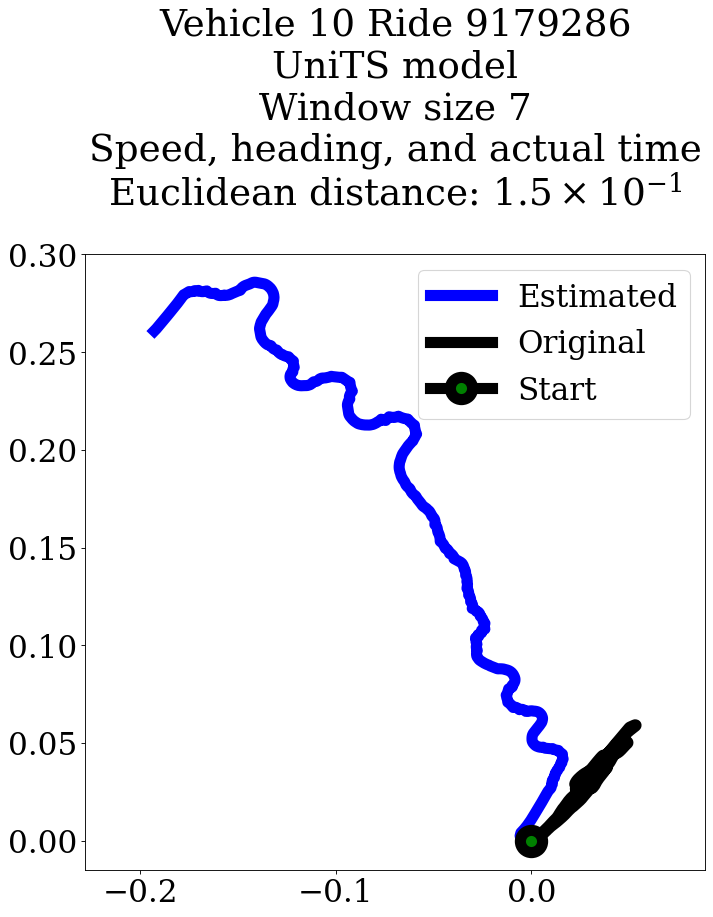 Vehicle 10 Ride 9179286
UniTS model
Window size 7
Speed, heading, and actual time
Euclidean distance: 1.5 × 10⁻¹
0.30
Estimated
Original
Start
0.25
0.20
0.15
0.10
0.05
0.00
−0.2
−0.1
0.0